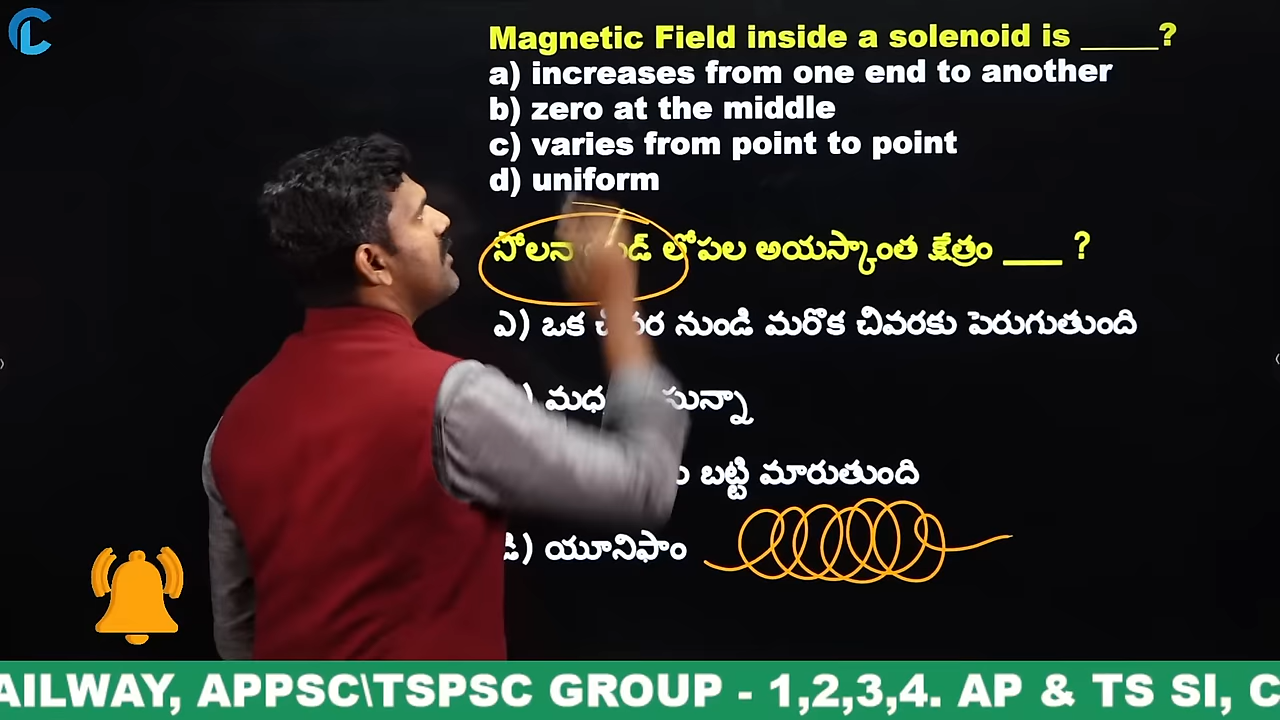 Magnetic Field inside a solenoid is _____?
a) increases from one end to another
b) zero at the middle
c) varies from point to point
d) uniform
లోపల అయస్కాంత క్షేత్రం ___ ?
ఎ) ఒక నుండి మరొక చివరకు పెరుగుతుంది
సున్నా
బట్టి మారుతుంది
డి) యూనిఫాం
RAILWAY, APPSC\TSPSC GROUP - 1,2,3,4. AP & TS SI,